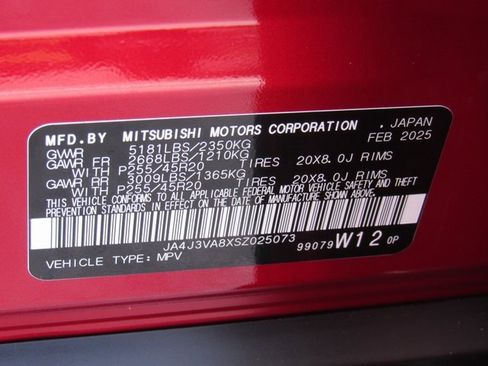 MFD.BY MITSUBISHI MOTORS CORPORATION, JAPAN
GVWR 5181LBS/2350KG FEB 2025
GAWR FR 2668LBS/1210KG
WITH P255/45R20 TIRES 20X8.0J RIMS
GAWR RR 3009LBS/1365KG
WITH P255/45R20 TIRES 20X8.0J RIMS
THIS VEHICLE CONFORMS TO ALL APPLICABLE FEDERAL MOTOR VEHICLE SAFETY AND THEFT
PREVENTION STANDARDS IN EFFECT ON THE DATE OF MANUFACTURE SHOWN ABOVE.
JA4J3VA8XSZ025073
VEHICLE TYPE: MPV 99079 W12 0P